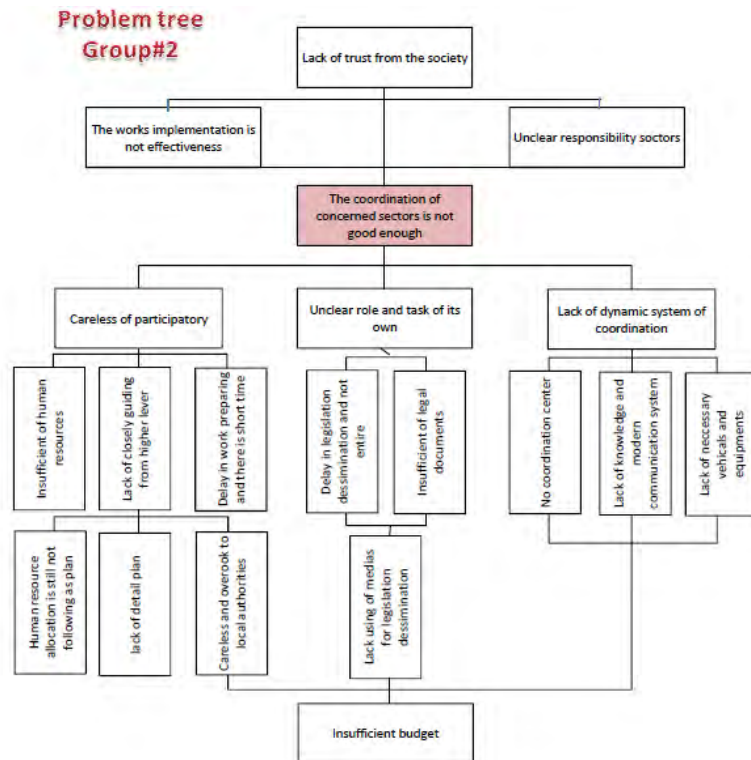 Problem tree
Group#2
Lack of trust from the society
The works implementation is
not effectiveness
Unclear responsibility soctors
The coordination of
concerned sectors is not
good enough
Careless of participatory
Unclear role and task of its
own
Lack of dynamic system of
coordination
Insufficient of human
resources
Lack of closely guiding
from higher lever
Delay in work preparing
and there is short time
Delay in legislation
dessimination and not
entire
Insufficient of legal
documents
No coordination center
Lack of knowledge and
modern
communication system
Lack of neccessary
vehicals and
equipments
Human resource
allocation is still not
following as plan
lack of detail plan
Careless and overook to
local authorities
Lack using of medias
for legislation
dessimination
Insufficient budget